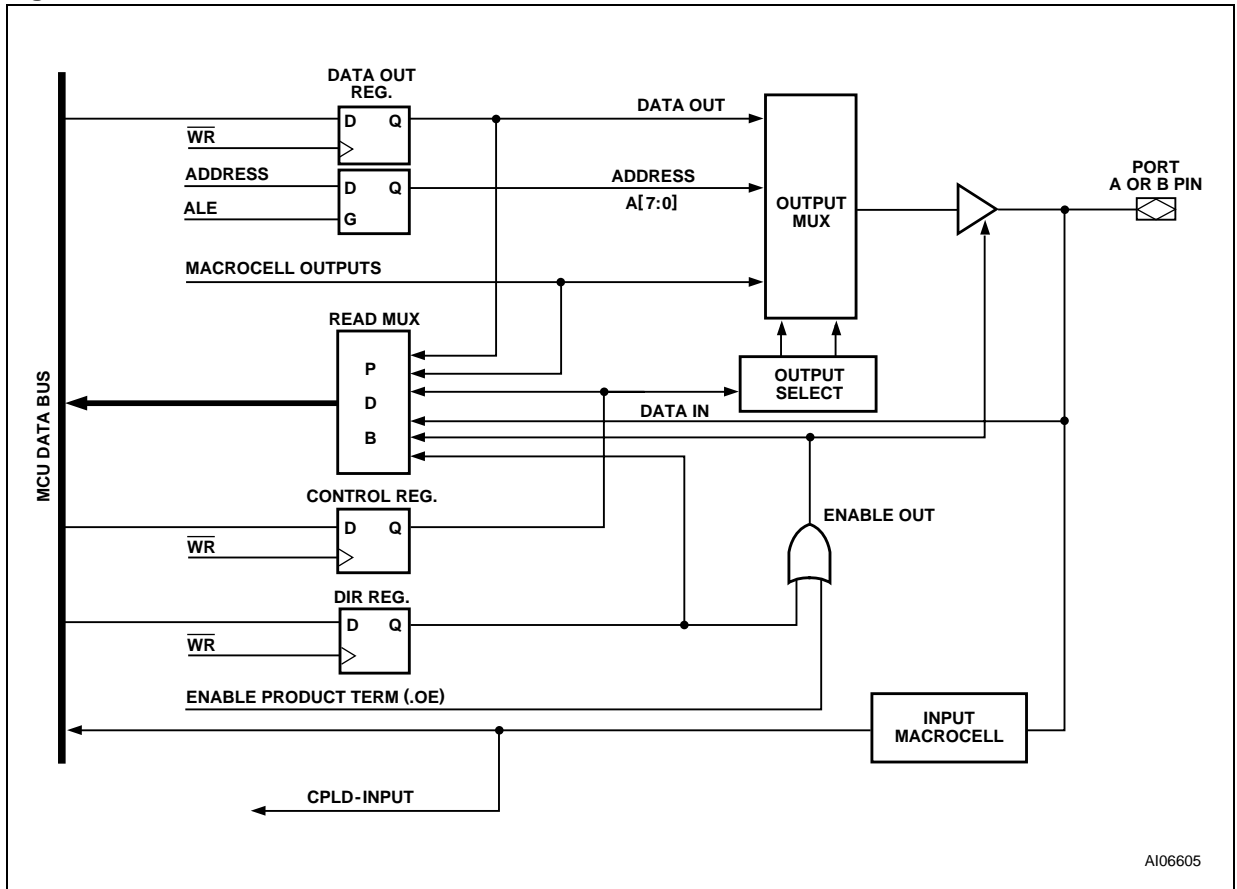 DATA OUT
REG.
D Q
WR
DATA OUT
ADDRESS
ALE
D Q
G
ADDRESS
A[7:0]
OUTPUT
MUX
PORT
A OR B PIN
MACROCELL OUTPUTS
READ MUX
P
D
B
OUTPUT
SELECT
DATA IN
MCU DATA BUS
CONTROL REG.
D Q
WR
ENABLE OUT
DIR REG.
D Q
WR
ENABLE PRODUCT TERM (.OE)
INPUT
MACROCELL
CPLD-INPUT
AI06605